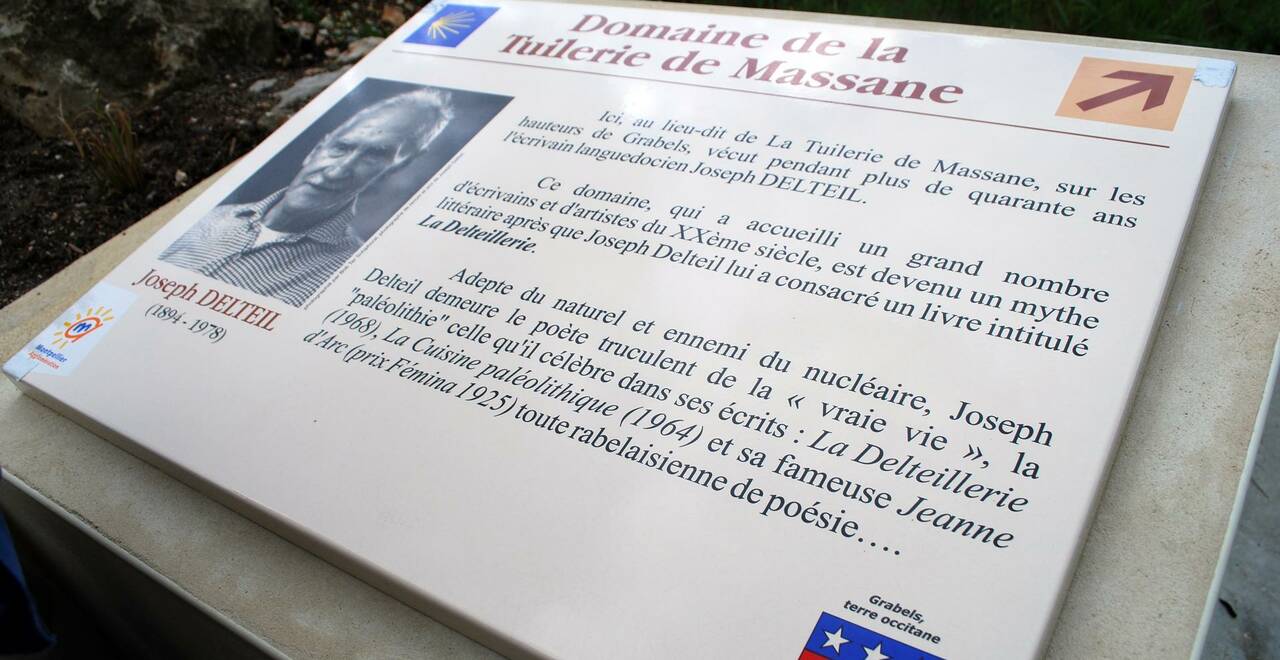 Domaine de la
Tuilerie de Massane
Ici, au lieu-dit de La Tuilerie de Massane, sur les
hauteurs de Grabels, vécut pendant plus de quarante ans
l'écrivain languedocien Joseph DELTEIL.
Ce domaine, qui a accueilli un grand nombre
d'écrivains et d'artistes du XXème siècle, est devenu un mythe
littéraire après que Joseph Delteil lui a consacré un livre intitulé
La Delteillerie.
Adepte du naturel et ennemi du nucléaire, Joseph
Delteil demeure le poète truculent de la « vraie vie », la
"paléolithie" celle qu'il célèbre dans ses écrits : La Delteillerie
(1968), La Cuisine paléolithique (1964) et sa fameuse Jeanne
d'Arc (prix Fémina 1925) toute rabelaisienne de poésie….
Joseph DELTEIL
(1894 - 1978)
Montpellier
Agglomération
Grabels,
terre occitane